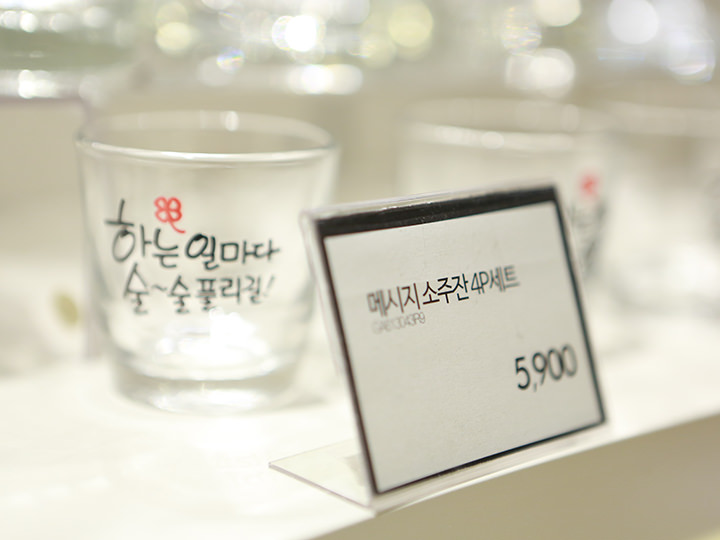 하는 일마다
술~술 풀리길!
메시지 소주잔 4P세트
5,900